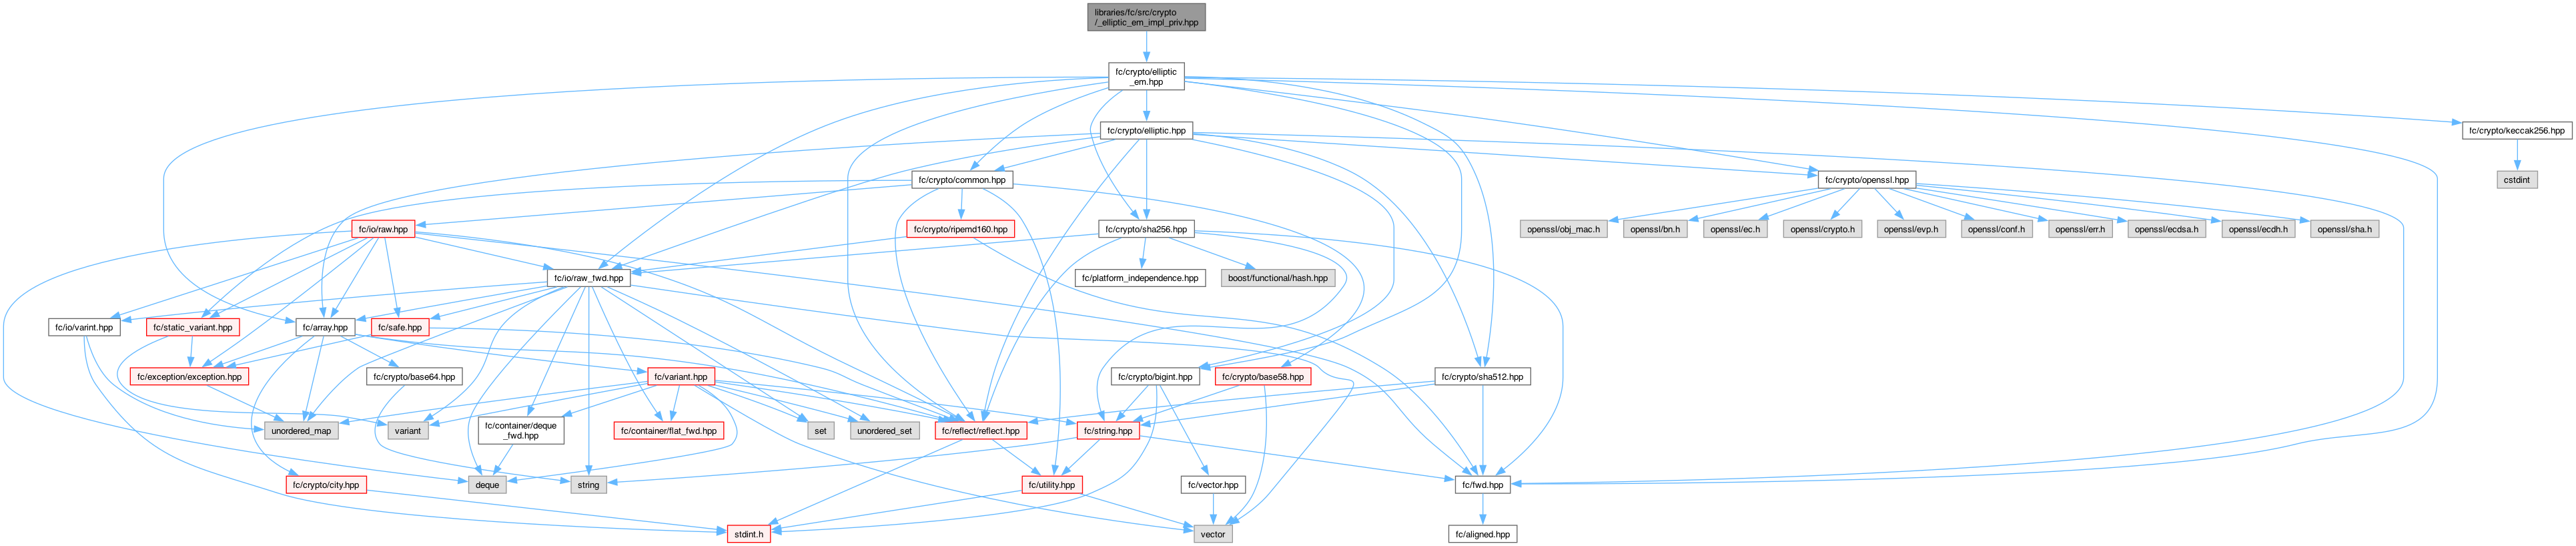 libraries/fc/src/crypto
/_elliptic_em_impl_priv.hpp
fc/crypto/elliptic
_em.hpp
fc/crypto/elliptic.hpp
fc/crypto/keccak256.hpp
fc/crypto/common.hpp
fc/crypto/openssl.hpp
cstdint
fc/io/raw.hpp
fc/crypto/ripemd160.hpp
fc/crypto/sha256.hpp
openssl/obj_mac.h
openssl/bn.h
openssl/ec.h
openssl/crypto.h
openssl/evp.h
openssl/conf.h
openssl/err.h
openssl/ecdsa.h
openssl/ecdh.h
openssl/sha.h
fc/io/raw_fwd.hpp
fc/platform_independence.hpp
boost/functional/hash.hpp
fc/io/varint.hpp
fc/static_variant.hpp
fc/array.hpp
fc/safe.hpp
fc/exception/exception.hpp
fc/crypto/base64.hpp
fc/variant.hpp
fc/crypto/bigint.hpp
fc/crypto/base58.hpp
fc/crypto/sha512.hpp
unordered_map
variant
fc/container/deque
_fwd.hpp
fc/container/flat_fwd.hpp
set
unordered_set
fc/reflect/reflect.hpp
fc/string.hpp
fc/crypto/city.hpp
deque
string
fc/utility.hpp
fc/vector.hpp
fc/fwd.hpp
stdint.h
vector
fc/aligned.hpp